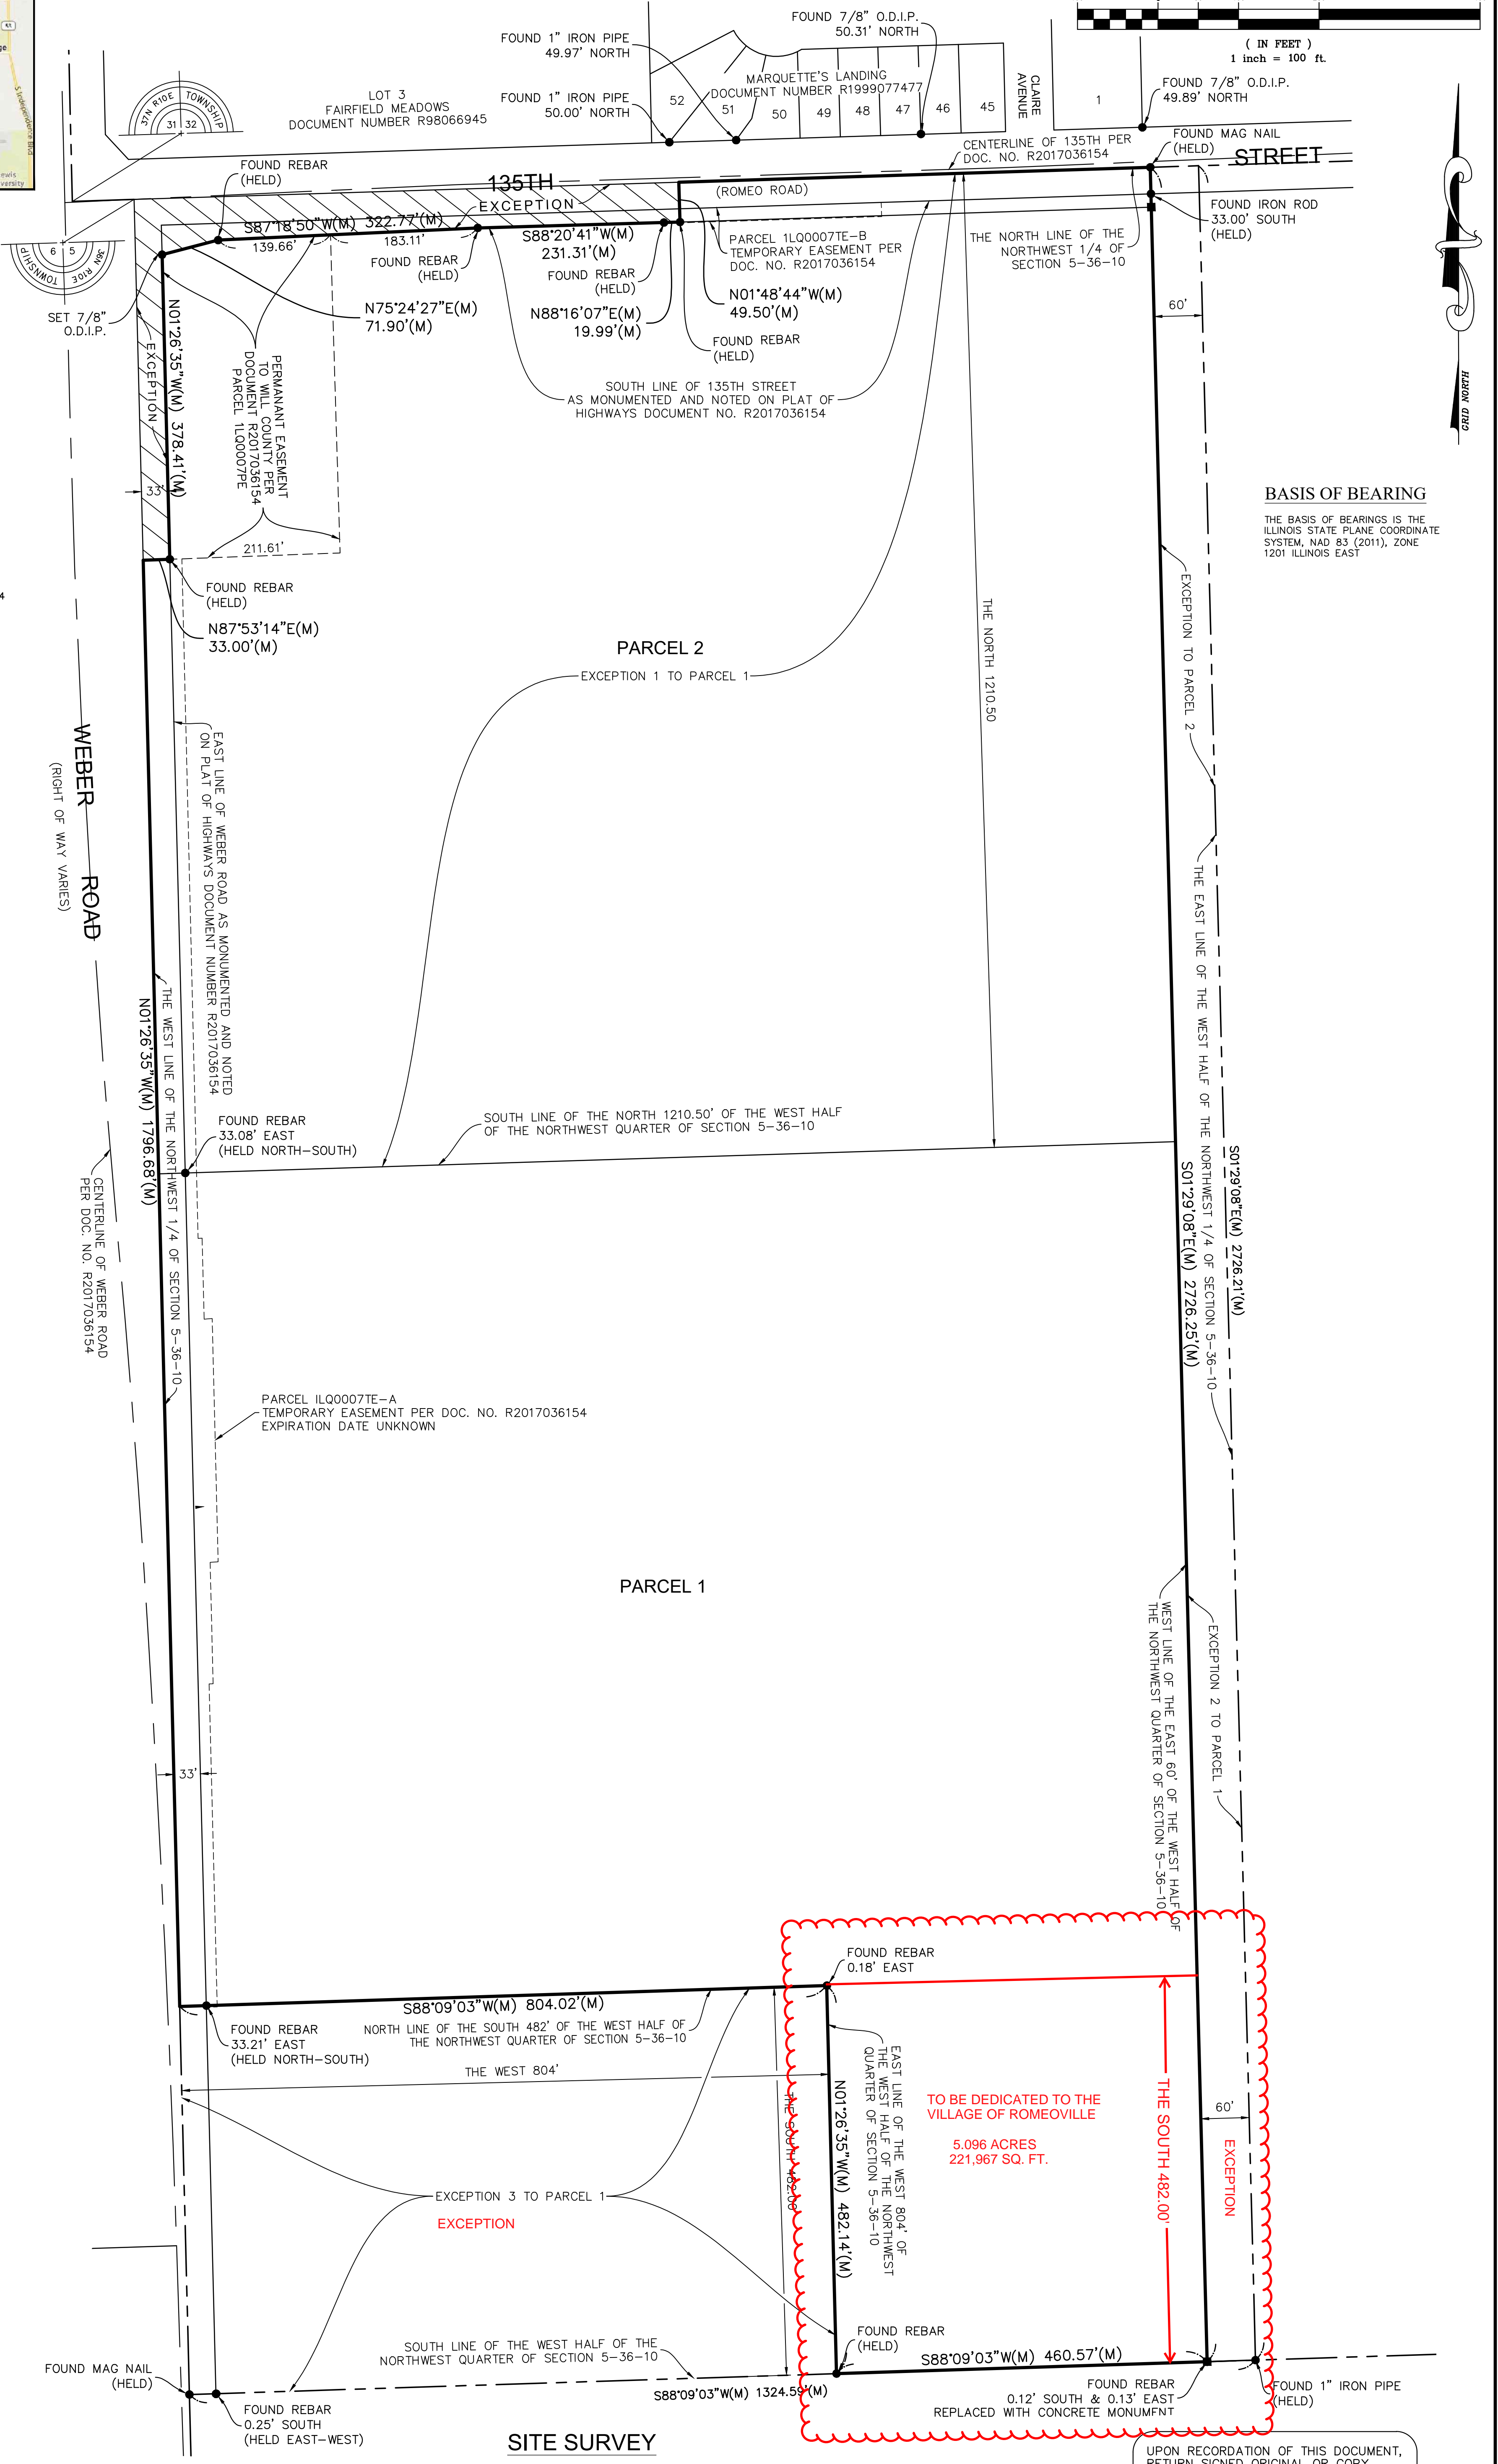 ( IN FEET )
1 inch = 100 ft.
GRID NORTH
S Independence Blvd
FOUND 7/8" O.D.I.P.
50.31' NORTH
FOUND 1" IRON PIPE
49.97' NORTH
FOUND 1" IRON PIPE
50.00' NORTH
LOT 3
FAIRFIELD MEADOWS
DOCUMENT NUMBER R98066945
MARQUETTE'S LANDING
DOCUMENT NUMBER R1999077477
52
51
50
49
48
47
46
45
CLAIRE
AVENUE
1
FOUND 7/8" O.D.I.P.
49.89' NORTH
37N R10E TOWNSHIP
31 32
6 5
36N R10E TOWNSHIP
FOUND REBAR
(HELD)
135TH
STREET
(ROMEO ROAD)
EXCEPTION
CENTERLINE OF 135TH PER
DOC. NO. R2017036154
FOUND MAG NAIL
(HELD)
FOUND IRON ROD
33.00' SOUTH
(HELD)
THE NORTH LINE OF THE
NORTHWEST 1/4 OF
SECTION 5-36-10
S87°18'50"W(M) 322.77'(M)
139.66'
183.11'
FOUND REBAR
(HELD)
S88°20'41"W(M)
231.31'(M)
FOUND REBAR
(HELD)
PARCEL 1LQ0007TE-B
TEMPORARY EASEMENT PER
DOC. NO. R2017036154
SET 7/8"
O.D.I.P.
N75°24'27"E(M)
71.90'(M)
N88°16'07"E(M)
19.99'(M)
N01°48'44"W(M)
49.50'(M)
FOUND REBAR
(HELD)
60'
SOUTH LINE OF 135TH STREET
AS MONUMENTED AND NOTED ON PLAT OF
HIGHWAYS DOCUMENT NO. R2017036154
N01°26'35"W(M) 378.41'(M)
EXCEPTION
PERMANANT EASEMENT
TO WILL COUNTY PER
DOCUMENT R2017036154
PARCEL 1LQ0007PE
33'
211.61'
BASIS OF BEARING
THE BASIS OF BEARINGS IS THE
ILLINOIS STATE PLANE COORDINATE
SYSTEM, NAD 83 (2011), ZONE
1201 ILLINOIS EAST
FOUND REBAR
(HELD)
N87°53'14"E(M)
33.00'(M)
PARCEL 2
EXCEPTION 1 TO PARCEL 1
THE NORTH 1210.50
EXCEPTION TO PARCEL 2
WEBER ROAD
(RIGHT OF WAY VARIES)
EAST LINE OF WEBER ROAD AS MONUMENTED AND NOTED
ON PLAT OF HIGHWAYS DOCUMENT NUMBER R2017036154
THE EAST LINE OF THE WEST HALF OF THE NORTHWEST 1/4 OF SECTION 5-36-10
THE WEST LINE OF THE NORTHWEST 1/4 OF SECTION 5-36-10
N01°26'35"W(M) 1796.68'(M)
FOUND REBAR
33.08' EAST
(HELD NORTH-SOUTH)
SOUTH LINE OF THE NORTH 1210.50' OF THE WEST HALF
OF THE NORTHWEST QUARTER OF SECTION 5-36-10
S01°29'08"E(M) 2726.21'(M)
S01°29'08"E(M) 2726.25'(M)
CENTERLINE OF WEBER ROAD
PER DOC. NO. R2017036154
PARCEL ILQ0007TE-A
TEMPORARY EASEMENT PER DOC. NO. R2017036154
EXPIRATION DATE UNKNOWN
PARCEL 1
WEST LINE OF THE EAST 60' OF THE WEST HALF OF
THE NORTHWEST QUARTER OF SECTION 5-36-10
EXCEPTION 2 TO PARCEL 1
33'
FOUND REBAR
0.18' EAST
S88°09'03"W(M) 804.02'(M)
FOUND REBAR
33.21' EAST
(HELD NORTH-SOUTH)
NORTH LINE OF THE SOUTH 482' OF THE WEST HALF OF
THE NORTHWEST QUARTER OF SECTION 5-36-10
THE WEST 804'
THE SOUTH 482.00'
N01°26'35"W(M) 482.14'(M)
EAST LINE OF THE WEST 804' OF
THE WEST HALF OF THE NORTHWEST
QUARTER OF SECTION 5-36-10
TO BE DEDICATED TO THE
VILLAGE OF ROMEOVILLE
5.096 ACRES
221,967 SQ. FT.
THE SOUTH 482.00'
60'
EXCEPTION
EXCEPTION 3 TO PARCEL 1
EXCEPTION
SOUTH LINE OF THE WEST HALF OF THE
NORTHWEST QUARTER OF SECTION 5-36-10
FOUND REBAR
(HELD)
S88°09'03"W(M) 460.57'(M)
FOUND MAG NAIL
(HELD)
FOUND REBAR
0.25' SOUTH
(HELD EAST-WEST)
S88°09'03"W(M) 1324.59'(M)
FOUND REBAR
0.12' SOUTH & 0.13' EAST
REPLACED WITH CONCRETE MONUMENT
FOUND 1" IRON PIPE
(HELD)
SITE SURVEY
UPON RECORDATION OF THIS DOCUMENT,
RETURN SIGNED ORIGINAL OR COPY